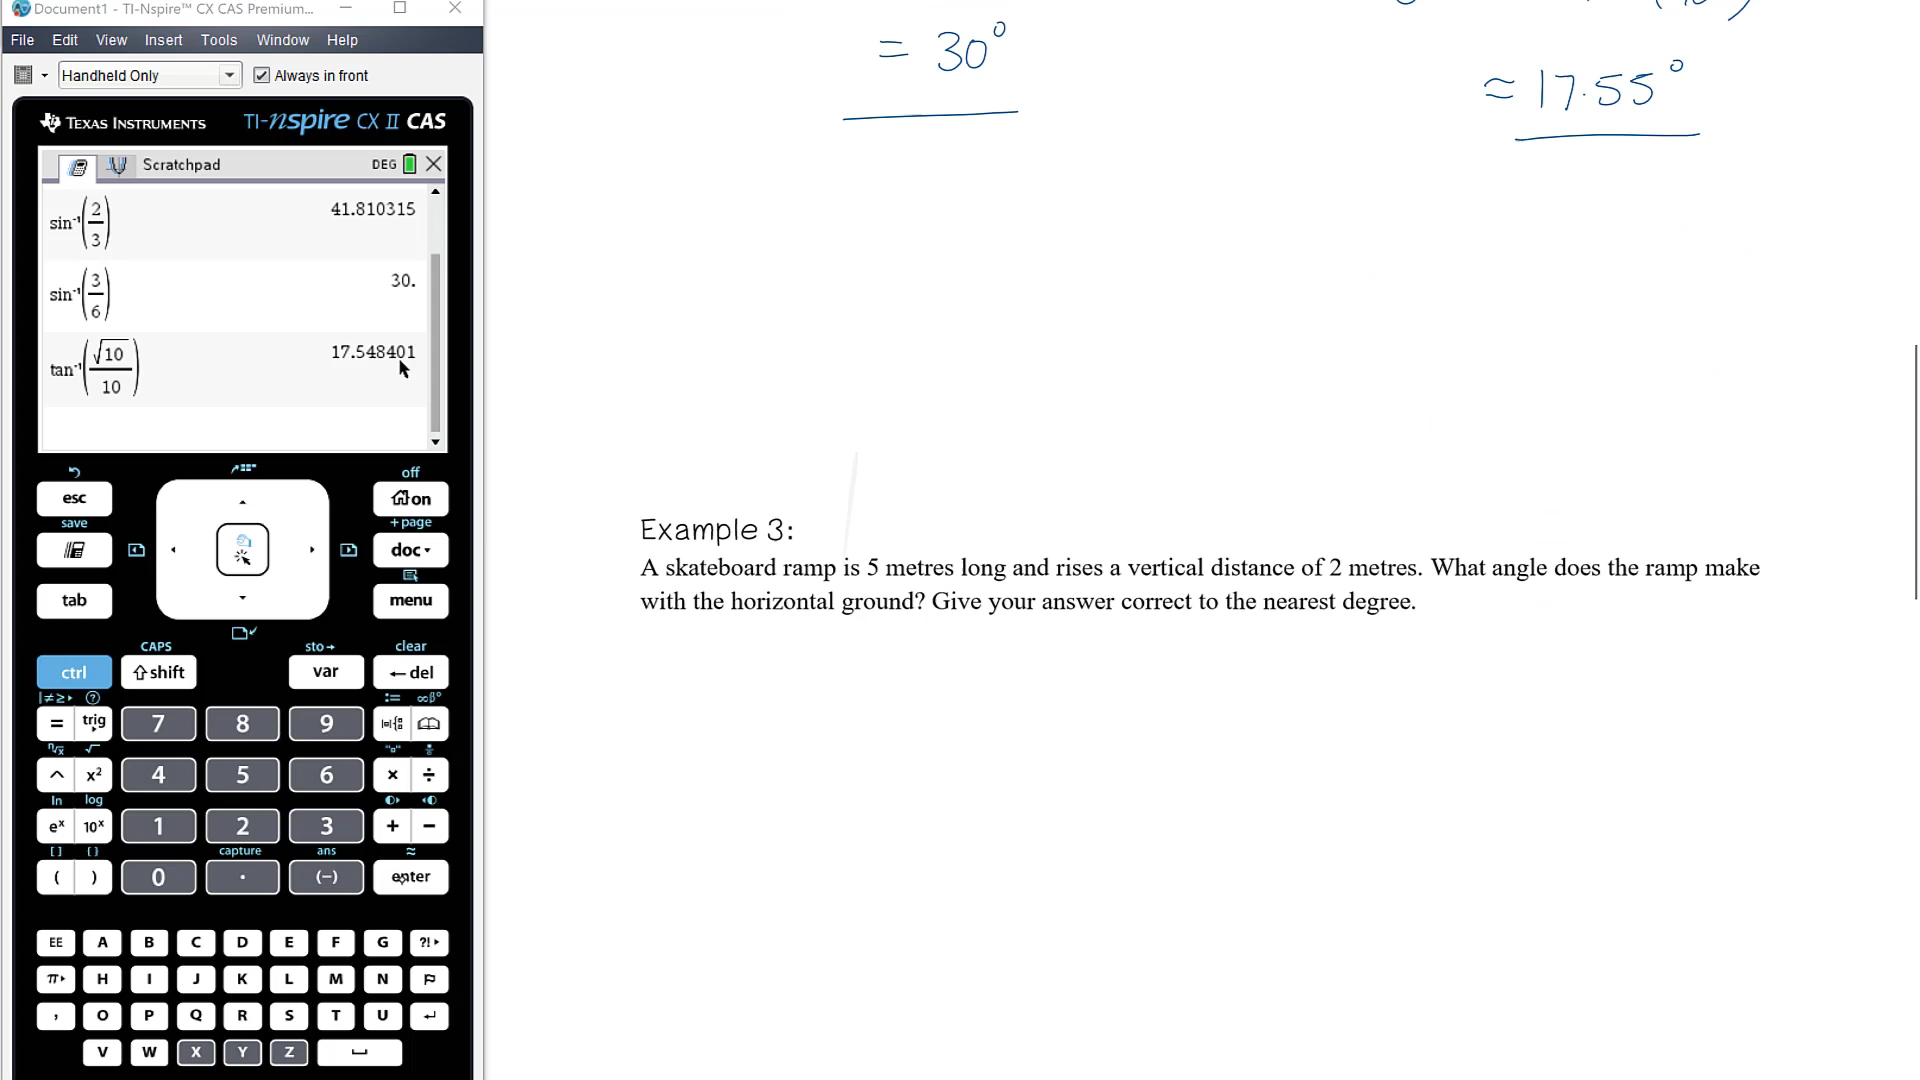 Document1 - TI-Nspire™ CX CAS Premium...
File Edit View Insert Tools Window Help
Handheld Only Always in front
TEXAS INSTRUMENTS TI-nspire CX II CAS
Scratchpad DEG
sin⁻¹(2/3) 41.810315
sin⁻¹(3/6) 30.
tan⁻¹(√10/10) 17.548401
= 30°
≈ 17.55°
Example 3:
A skateboard ramp is 5 metres long and rises a vertical distance of 2 metres. What angle does the ramp make
with the horizontal ground? Give your answer correct to the nearest degree.
off
esc on
save + page
doc
tab menu
CAPS sto→ clear
ctrl shift var ←del
|≠≥▸ ? := ∞β°
= trig 7 8 9
ⁿ√x √
^ x² 4 5 6 × ÷
ln log
eˣ 10ˣ 1 2 3 + −
[ ] { } capture ans ≈
( ) 0 . (−) enter
EE A B C D E F G ?!▸
π▸ H I J K L M N
, O P Q R S T U ↵
V W X Y Z